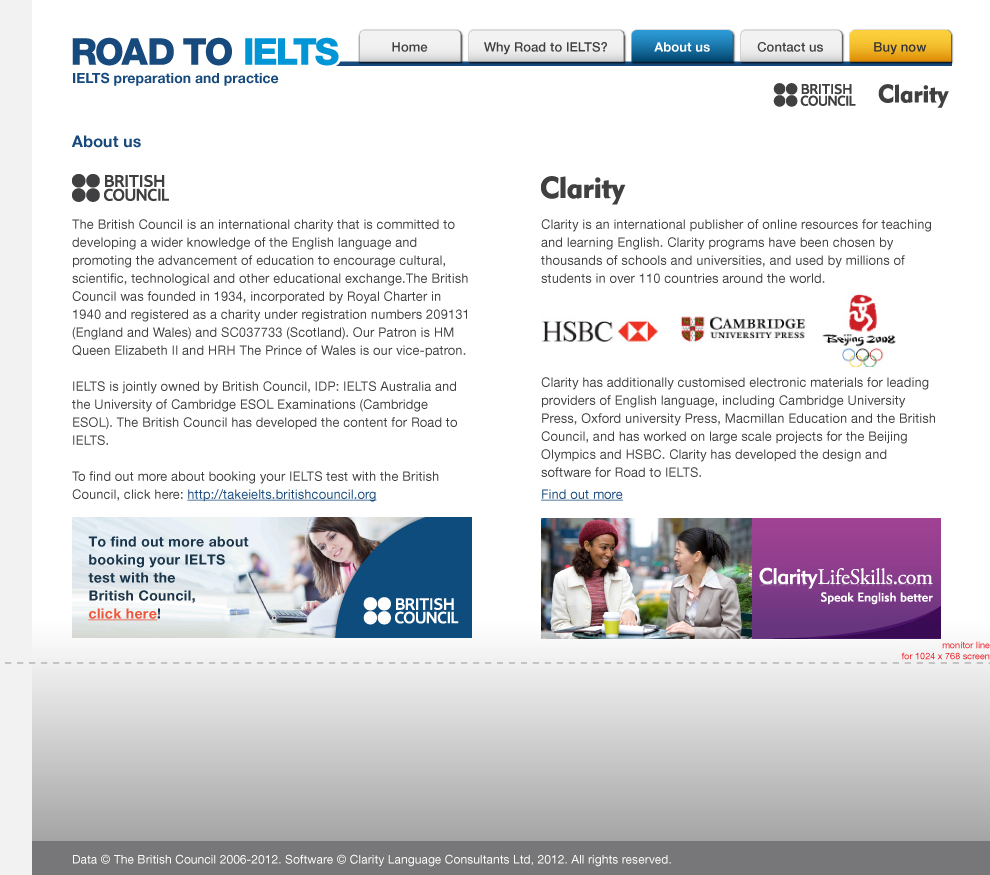 ROAD TO IELTS
IELTS preparation and practice
Home
Why Road to IELTS?
About us
Contact us
Buy now
BRITISH
COUNCIL
Clarity
About us
BRITISH
COUNCIL
The British Council is an international charity that is committed to
developing a wider knowledge of the English language and
promoting the advancement of education to encourage cultural,
scientific, technological and other educational exchange.The British
Council was founded in 1934, incorporated by Royal Charter in
1940 and registered as a charity under registration numbers 209131
(England and Wales) and SC037733 (Scotland). Our Patron is HM
Queen Elizabeth II and HRH The Prince of Wales is our vice-patron.
IELTS is jointly owned by British Council, IDP: IELTS Australia and
the University of Cambridge ESOL Examinations (Cambridge
ESOL). The British Council has developed the content for Road to
IELTS.
To find out more about booking your IELTS test with the British
Council, click here: http://takeielts.britishcouncil.org
To find out more about
booking your IELTS
test with the
British Council,
click here!
BRITISH
COUNCIL
Clarity
Clarity is an international publisher of online resources for teaching
and learning English. Clarity programs have been chosen by
thousands of schools and universities, and used by millions of
students in over 110 countries around the world.
HSBC
CAMBRIDGE
UNIVERSITY PRESS
Beijing 2008
Clarity has additionally customised electronic materials for leading
providers of English language, including Cambridge University
Press, Oxford university Press, Macmillan Education and the British
Council, and has worked on large scale projects for the Beijing
Olympics and HSBC. Clarity has developed the design and
software for Road to IELTS.
Find out more
ClarityLifeSkills.com
Speak English better
monitor line
for 1024 x 768 screen
Data © The British Council 2006-2012. Software © Clarity Language Consultants Ltd, 2012. All rights reserved.